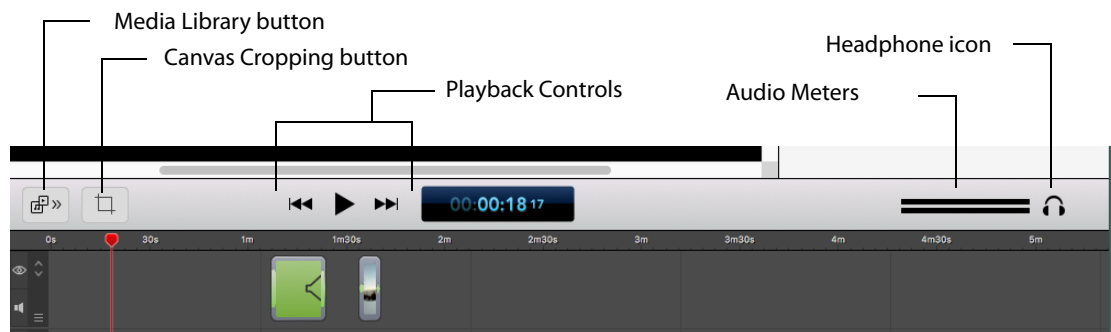 Media Library button
Headphone icon
Canvas Cropping button
Playback Controls
Audio Meters
00:00:18 17
0s 30s 1m 1m30s 2m 2m30s 3m 3m30s 4m 4m30s 5m